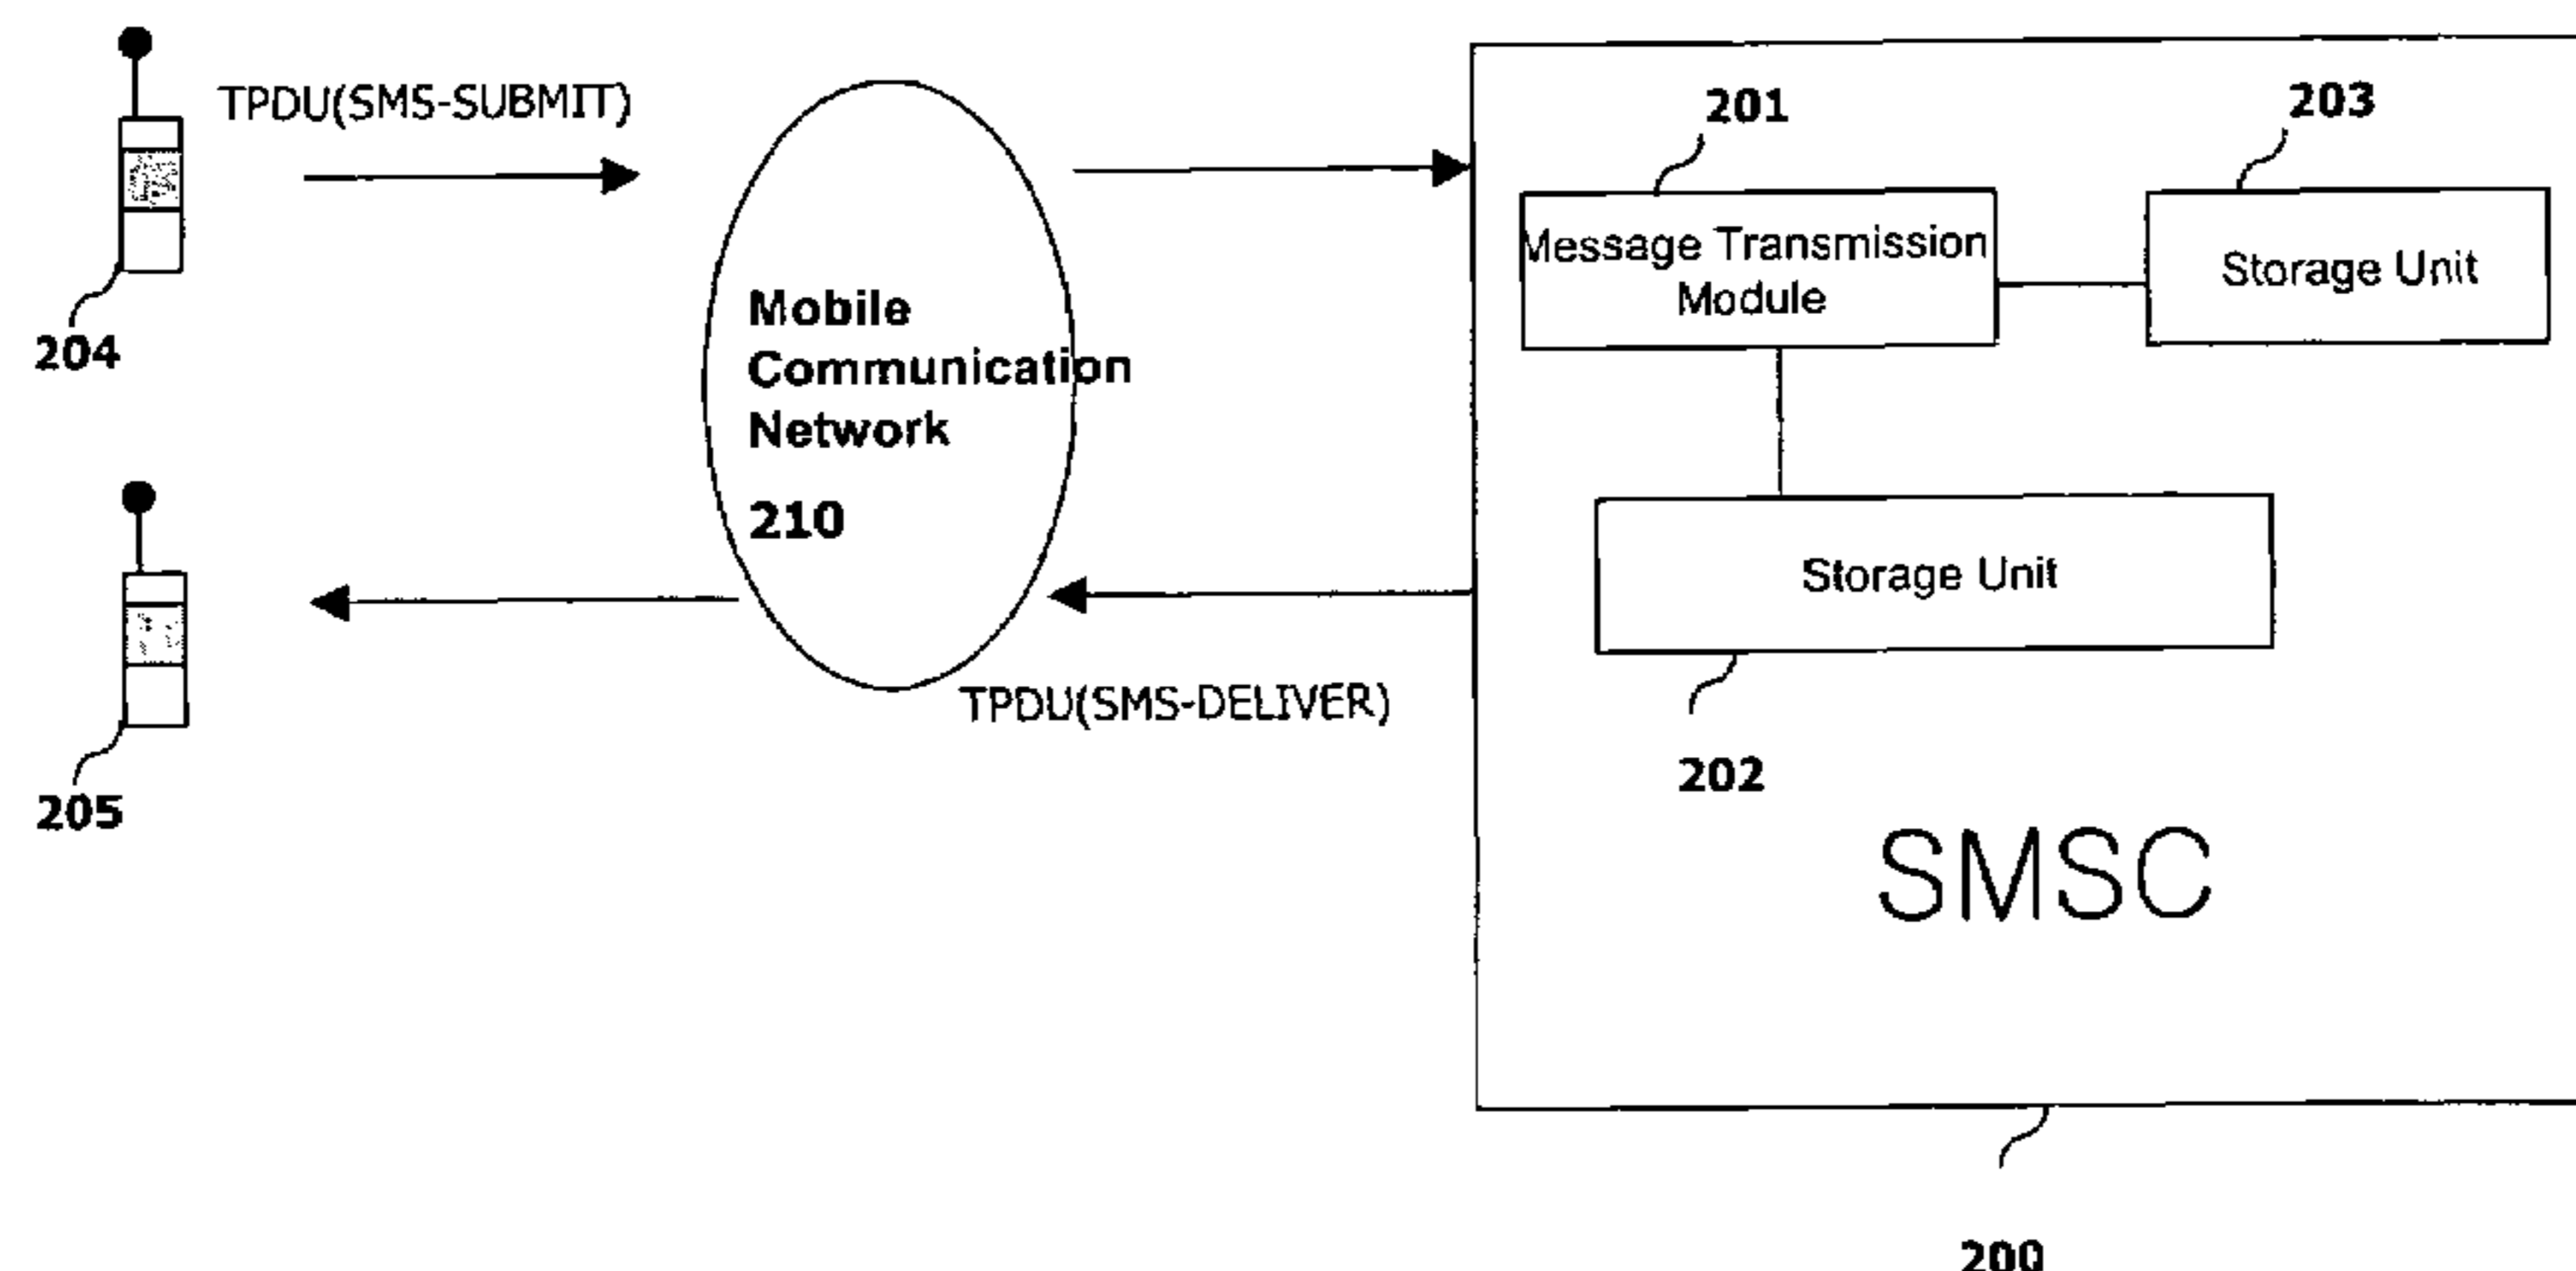 TPDU(SMS-SUBMIT)
204
Mobile
Communication
Network
210
205
TPDU(SMS-DELIVER)
201
203
Message Transmission
Module
Storage Unit
Storage Unit
202
SMSC
200